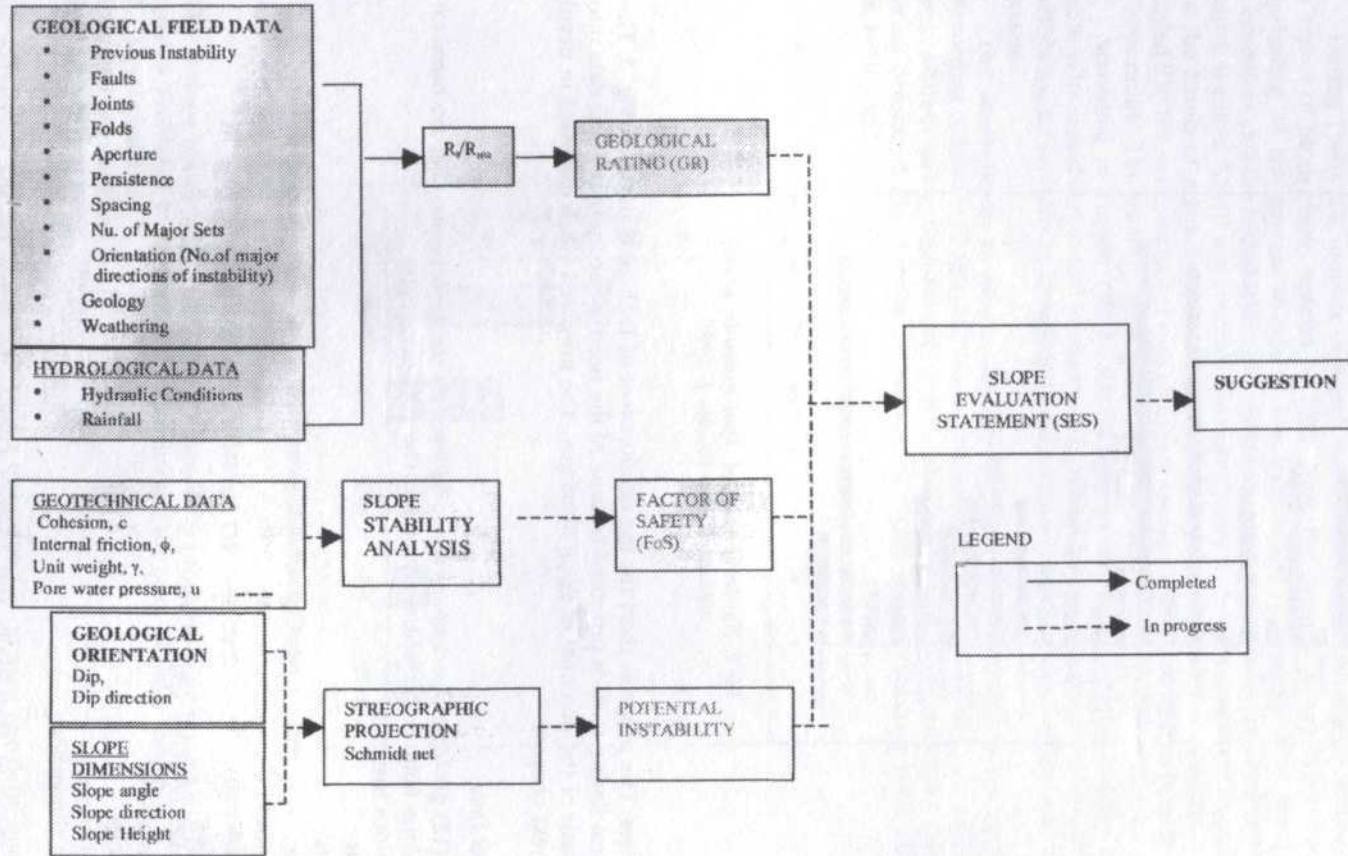 GEOLOGICAL FIELD DATA
Previous Instability
Faults
Joints
Folds
Aperture
Persistence
Spacing
Nu. of Major Sets
Orientation (No.of major
directions of instability)
Geology
Weathering
HYDROLOGICAL DATA
Hydraulic Conditions
Rainfall
GEOLOGICAL
RATING (GR)
GEOTECHNICAL DATA
Cohesion, c
Internal friction, ϕ,
Unit weight, γ,
Pore water pressure, u
SLOPE
STABILITY
ANALYSIS
FACTOR OF
SAFETY
(FoS)
GEOLOGICAL
ORIENTATION
Dip,
Dip direction
SLOPE
DIMENSIONS
Slope angle
Slope direction
Slope Height
STREOGRAPHIC
PROJECTION
Schmidt net
POTENTIAL
INSTABILITY
SLOPE
EVALUATION
STATEMENT (SES)
SUGGESTION
LEGEND
Completed
In progress